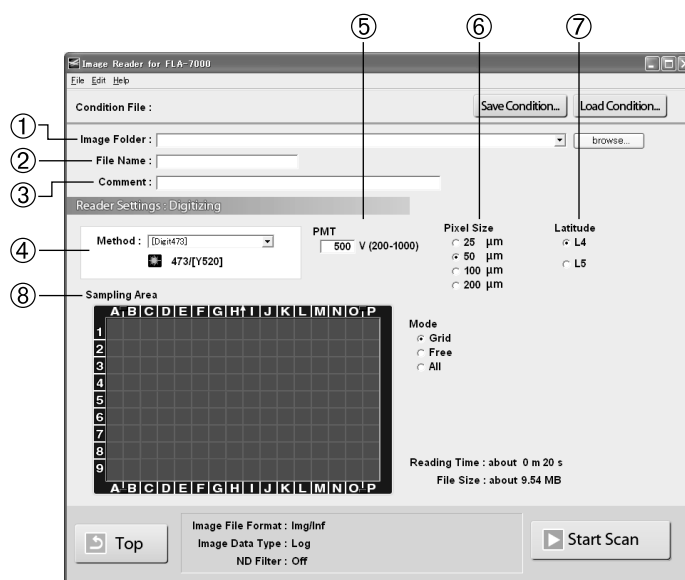 ⑤ ⑥ ⑦
Image Reader for FLA-7000
File Edit Help
Condition File : Save Condition... Load Condition...
① Image Folder : browse...
② File Name :
③ Comment :
Reader Settings : Digitizing
④ Method : [Digit473]
473/[Y520]
PMT
500 V (200-1000)
Pixel Size
25 μm
50 μm
100 μm
200 μm
Latitude
L4
L5
⑧ Sampling Area
A B C D E F G H I J K L M N O P
1
2
3
4
5
6
7
8
9
A B C D E F G H I J K L M N O P
Mode
Grid
Free
All
Reading Time : about 0 m 20 s
File Size : about 9.54 MB
Top
Image File Format : Img/Inf
Image Data Type : Log
ND Filter : Off
Start Scan